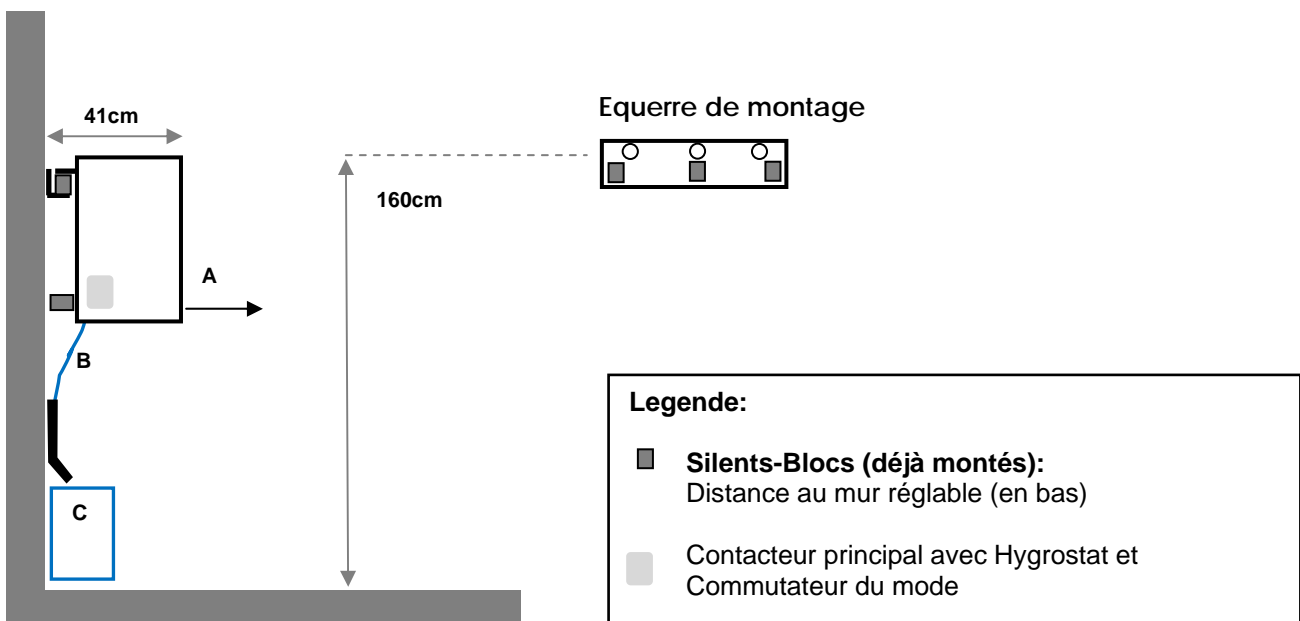 41cm
Equerre de montage
160cm
A
B
C
Legende:
Silents-Blocs (déjà montés):
Distance au mur réglable (en bas)
Contacteur principal avec Hygrostat et
Commutateur du mode